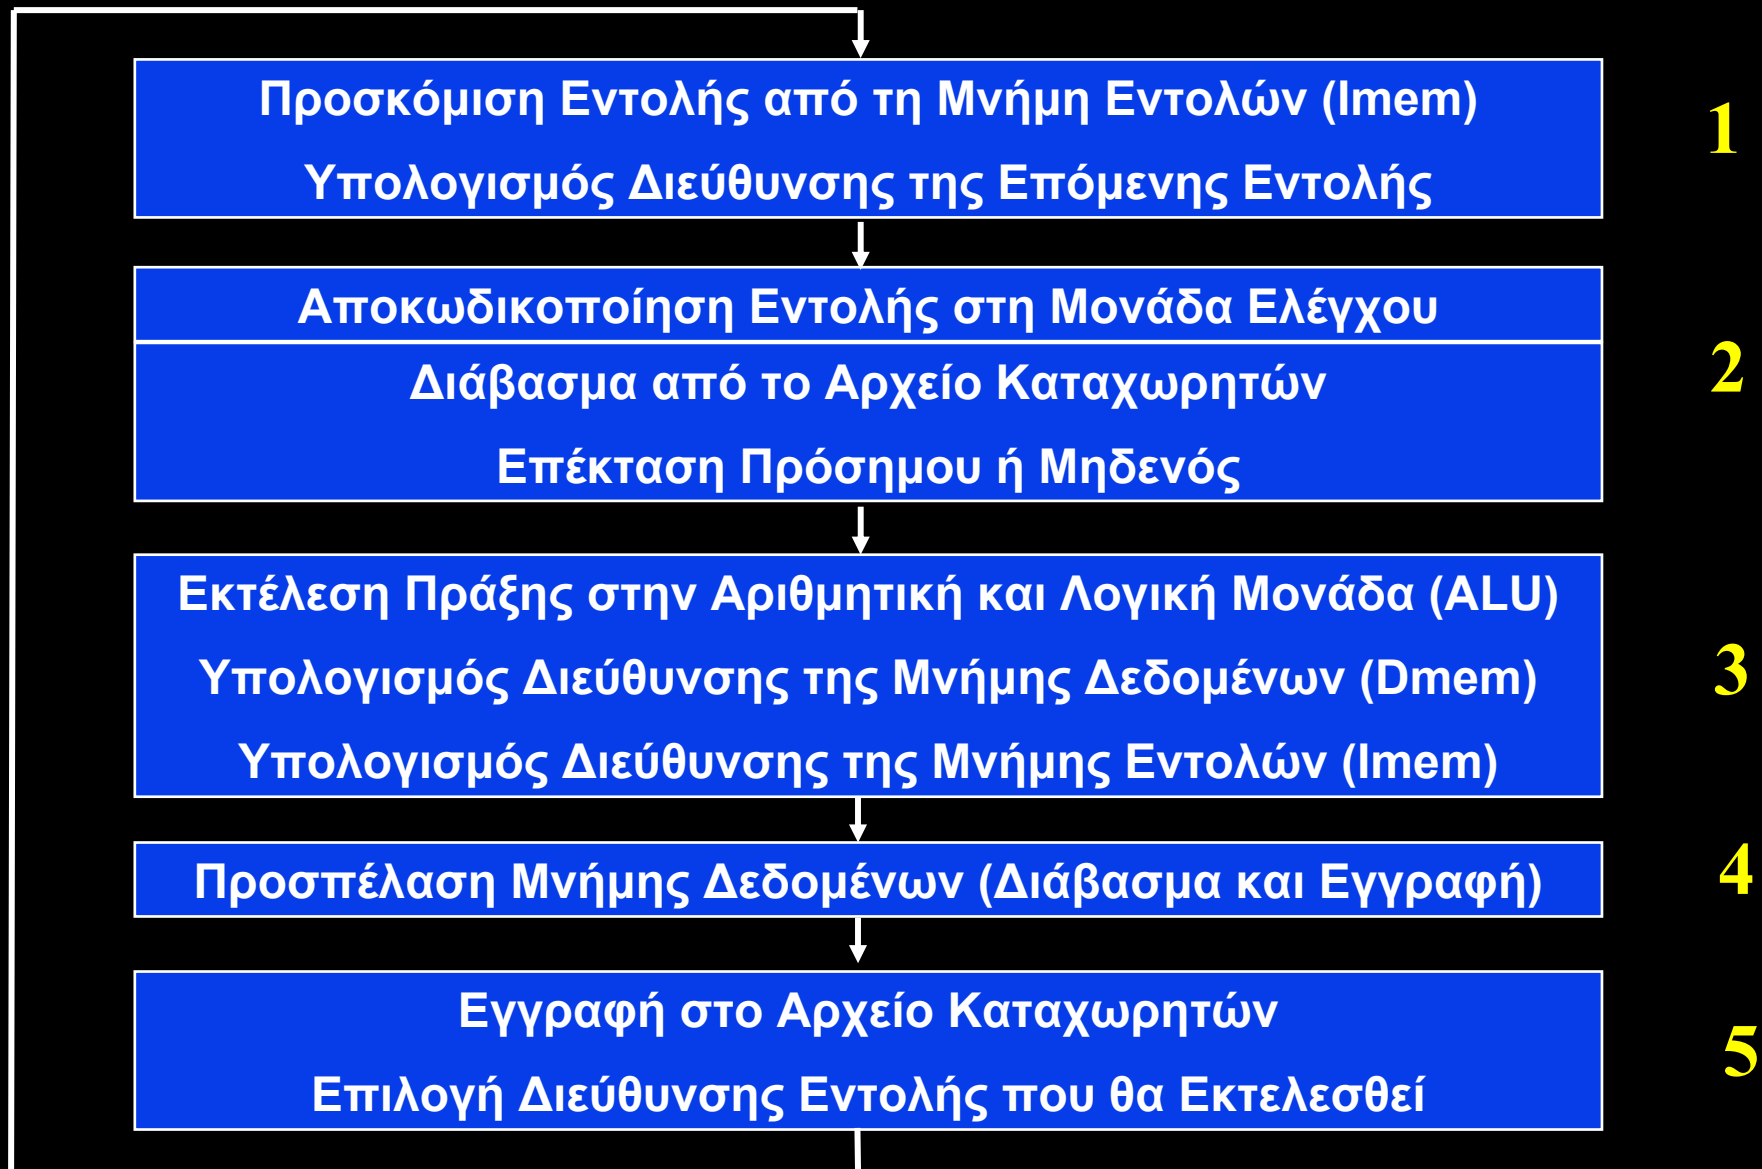 Προσκόμιση Εντολής από τη Μνήμη Εντολών (Imem)
Υπολογισμός Διεύθυνσης της Επόμενης Εντολής
1
Αποκωδικοποίηση Εντολής στη Μονάδα Ελέγχου
Διάβασμα από το Αρχείο Καταχωρητών
Επέκταση Πρόσημου ή Μηδενός
2
Εκτέλεση Πράξης στην Αριθμητική και Λογική Μονάδα (ALU)
Υπολογισμός Διεύθυνσης της Μνήμης Δεδομένων (Dmem)
Υπολογισμός Διεύθυνσης της Μνήμης Εντολών (Imem)
3
Προσπέλαση Μνήμης Δεδομένων (Διάβασμα και Εγγραφή)
4
Εγγραφή στο Αρχείο Καταχωρητών
Επιλογή Διεύθυνσης Εντολής που θα Εκτελεσθεί
5